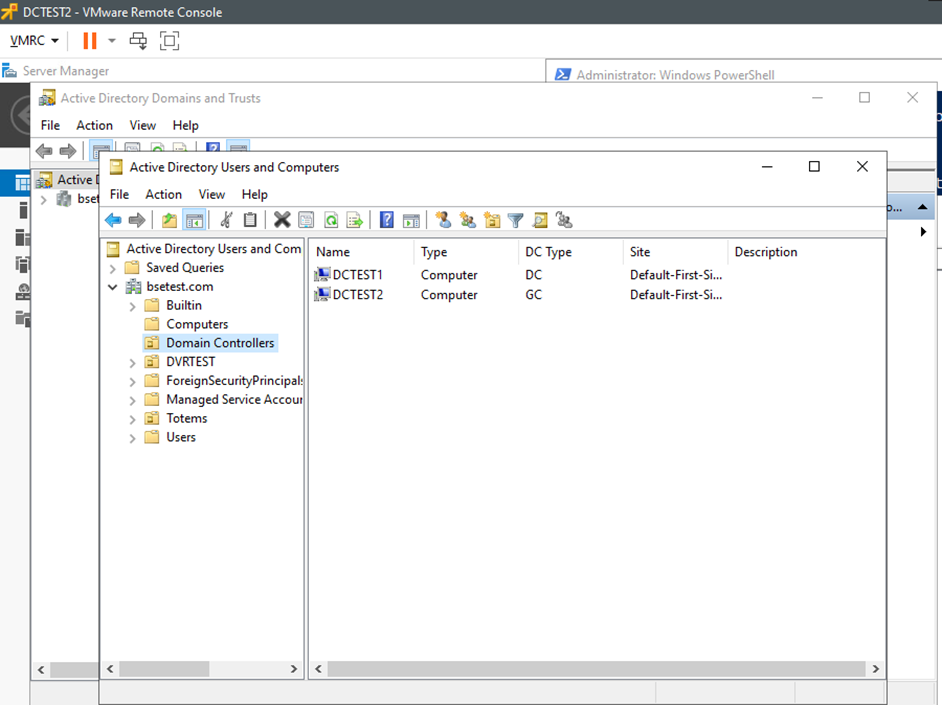 DCTEST2 - VMware Remote Console
VMRC
Server Manager
Administrator: Windows PowerShell
Active Directory Domains and Trusts
File Action View Help
Active D
bset
o...
Active Directory Users and Computers
File Action View Help
Active Directory Users and Com
Saved Queries
bsetest.com
Builtin
Computers
Domain Controllers
DVRTEST
ForeignSecurityPrincipals
Managed Service Accour
Totems
Users
Name Type DC Type Site Description
DCTEST1 Computer DC Default-First-Si...
DCTEST2 Computer GC Default-First-Si...